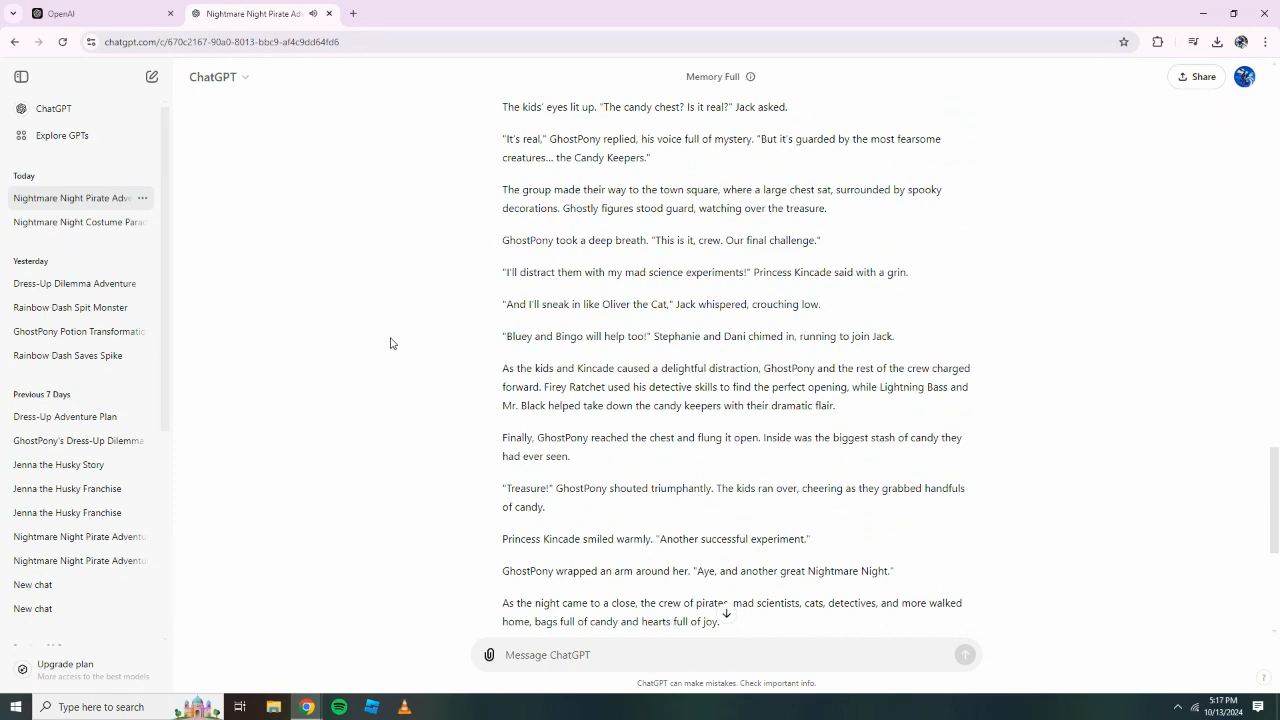 OpenAI
Nightmare Night Pirate Adv
chatgpt.com/c/670c2167-90a0-8013-bbc9-af4c9dd64fd6
ChatGPT
Memory Full
Share
ChatGPT
Explore GPTs
Today
Nightmare Night Pirate Adv
Nightmare Night Costume Parad
Yesterday
Dress-Up Dilemma Adventure
Rainbow Dash Spit Monster
GhostPony Potion Transformatio
Rainbow Dash Saves Spike
Previous 7 Days
Dress-Up Adventure Plan
GhostPony's Dress-Up Dilemma
Jenna the Husky Story
Jenna the Husky Franchise
Jenna the Husky Franchise
Nightmare Night Pirate Adventu
Nightmare Night Pirate Adventu
New chat
New chat
Upgrade plan
More access to the best models
The kids' eyes lit up. "The candy chest? Is it real?" Jack asked.
"It's real," GhostPony replied, his voice full of mystery. "But it's guarded by the most fearsome
creatures... the Candy Keepers."
The group made their way to the town square, where a large chest sat, surrounded by spooky
decorations. Ghostly figures stood guard, watching over the treasure.
GhostPony took a deep breath. "This is it, crew. Our final challenge."
"I'll distract them with my mad science experiments!" Princess Kincade said with a grin.
"And I'll sneak in like Oliver the Cat," Jack whispered, crouching low.
"Bluey and Bingo will help too!" Stephanie and Dani chimed in, running to join Jack.
As the kids and Kincade caused a delightful distraction, GhostPony and the rest of the crew charged
forward. Firey Ratchet used his detective skills to find the perfect opening, while Lightning Bass and
Mr. Black helped take down the candy keepers with their dramatic flair.
Finally, GhostPony reached the chest and flung it open. Inside was the biggest stash of candy they
had ever seen.
"Treasure!" GhostPony shouted triumphantly. The kids ran over, cheering as they grabbed handfuls
of candy.
Princess Kincade smiled warmly. "Another successful experiment."
GhostPony wrapped an arm around her. "Aye, and another great Nightmare Night."
As the night came to a close, the crew of pirates, mad scientists, cats, detectives, and more walked
home, bags full of candy and hearts full of joy.
Message ChatGPT
ChatGPT can make mistakes. Check important info.
?
Type here to search
5:17 PM
10/13/2024